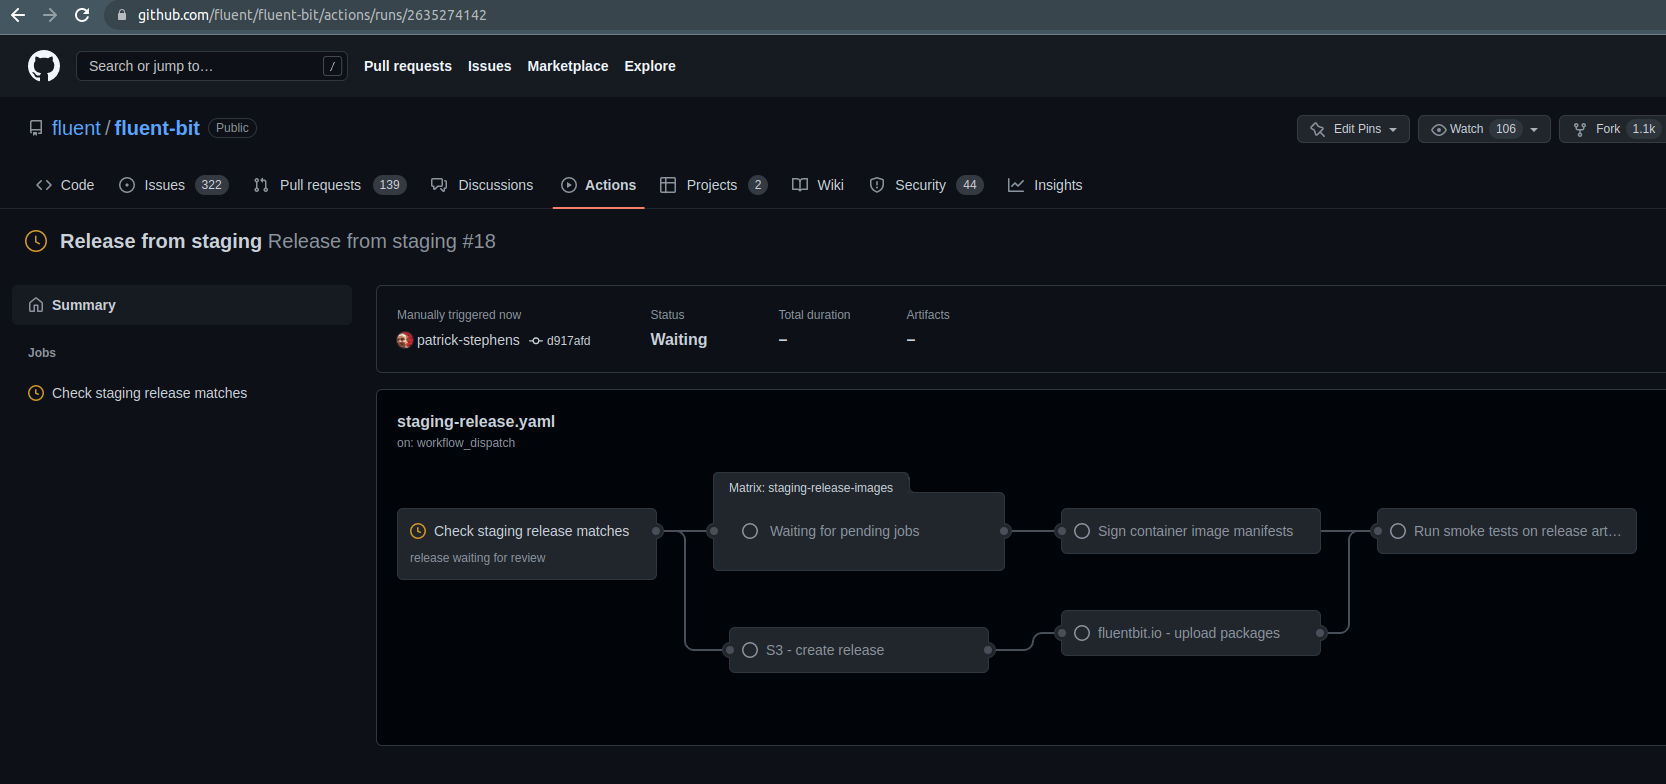 github.com/fluent/fluent-bit/actions/runs/2635274142
Search or jump to… /
Pull requests Issues Marketplace Explore
fluent / fluent-bit Public
Edit Pins Watch 106 Fork 1.1k
Code Issues 322 Pull requests 139 Discussions Actions Projects 2 Wiki Security 44 Insights
Release from staging Release from staging #18
Summary
Jobs
Check staging release matches
Manually triggered now Status Total duration Artifacts
patrick-stephens d917afd Waiting – –
staging-release.yaml
on: workflow_dispatch
Matrix: staging-release-images
Check staging release matches Waiting for pending jobs Sign container image manifests Run smoke tests on release art…
release waiting for review
fluentbit.io - upload packages
S3 - create release